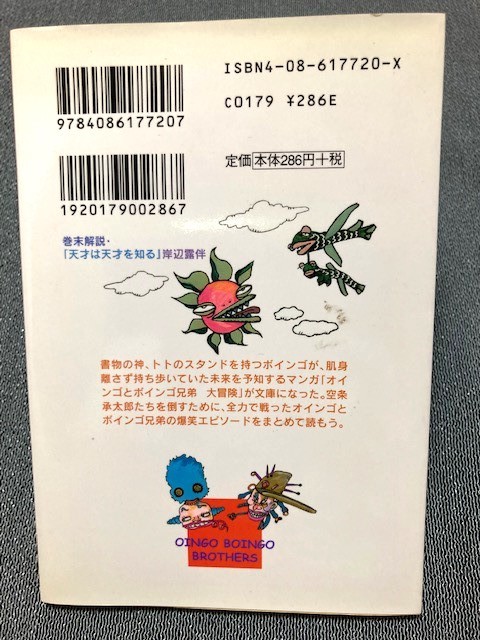 ISBN4-08-617720-X
9784086177207
C0179 ¥286E
定価 本体286円+税
1920179002867
巻末解説・
「天才は天才を知る」岸辺露伴
書物の神、トトのスタンドを持つボインゴが、肌身
離さず持ち歩いていた未来を予知するマンガ「オイ
ンゴとボインゴ兄弟 大冒険」が文庫になった。空条
承太郎たちを倒すために、全力で戦ったオインゴと
ボインゴ兄弟の爆笑エピソードをまとめて読もう。
OINGO BOINGO
BROTHERS